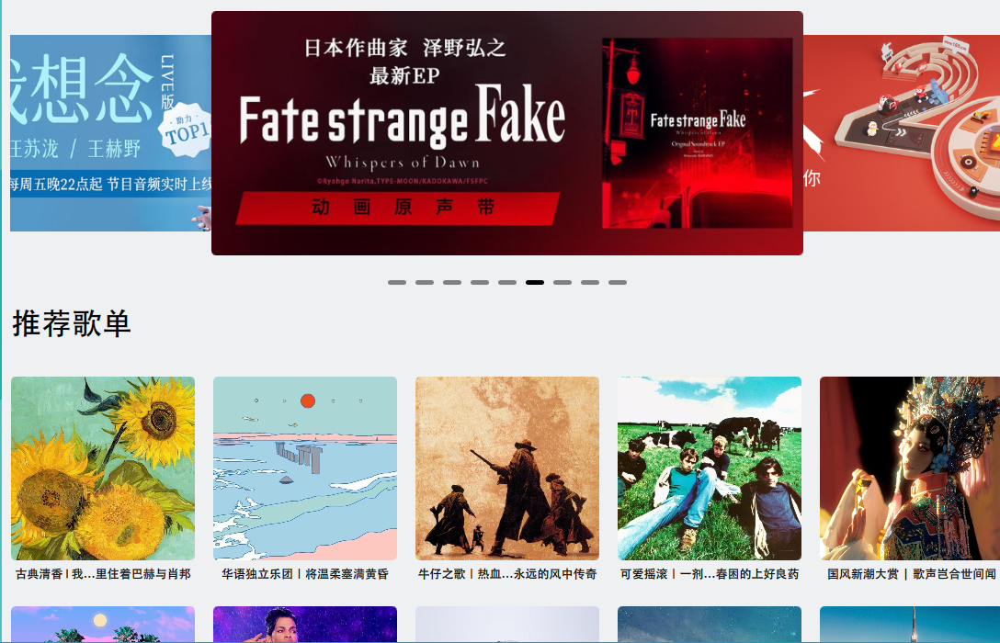 我想念
LIVE版
·助力·
TOP1
王苏泷 / 王赫野
每周五晚22点起 节目音频实时上线
日本作曲家 泽野弘之
最新EP
Fate strange Fake
Whispers of Dawn
©Ryohgo Narita,TYPE-MOON/KADOKAWA/FSFPC
动画原声带
Fate strange Fake
Whispers of Dawn
Original Soundtrack EP
你
推荐歌单
古典清香 | 我...里住着巴赫与肖邦
华语独立乐团丨将温柔塞满黄昏
牛仔之歌丨热血...永远的风中传奇
可爱摇滚丨一剂...春困的上好良药
国风新潮大赏 | 歌声岂合世间闻